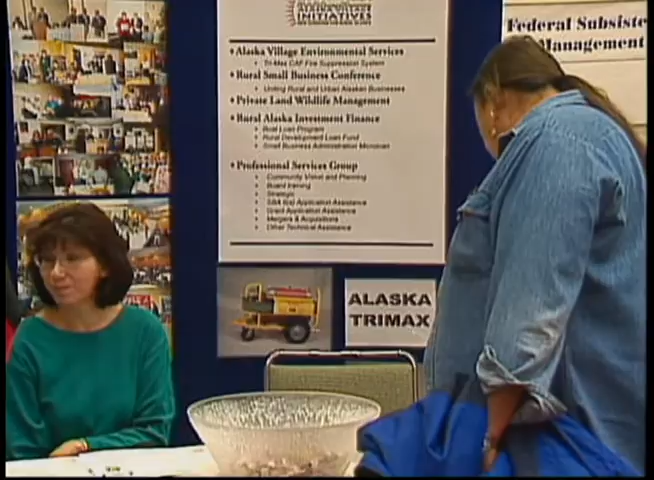 ALASKA VILLAGE
INITIATIVES
Federal Subsiste
Management
• Alaska Village Environmental Services
• Tri-Max CAF Fire Suppression System
• Rural Small Business Conference
• Uniting Rural and Urban Alaskan Businesses
• Private Land Wildlife Management
• Rural Alaska Investment Finance
• Boat Loan Program
• Rural Development Loan Fund
• Small Business Administration Microloan
• Professional Services Group
• Community Vision and Planning
• Board training
• Strategic
• SBA 8(a) Application Assistance
• Grant Application Assistance
• Mergers & Acquisitions
• Other Technical Assistance
ALASKA
TRIMAX